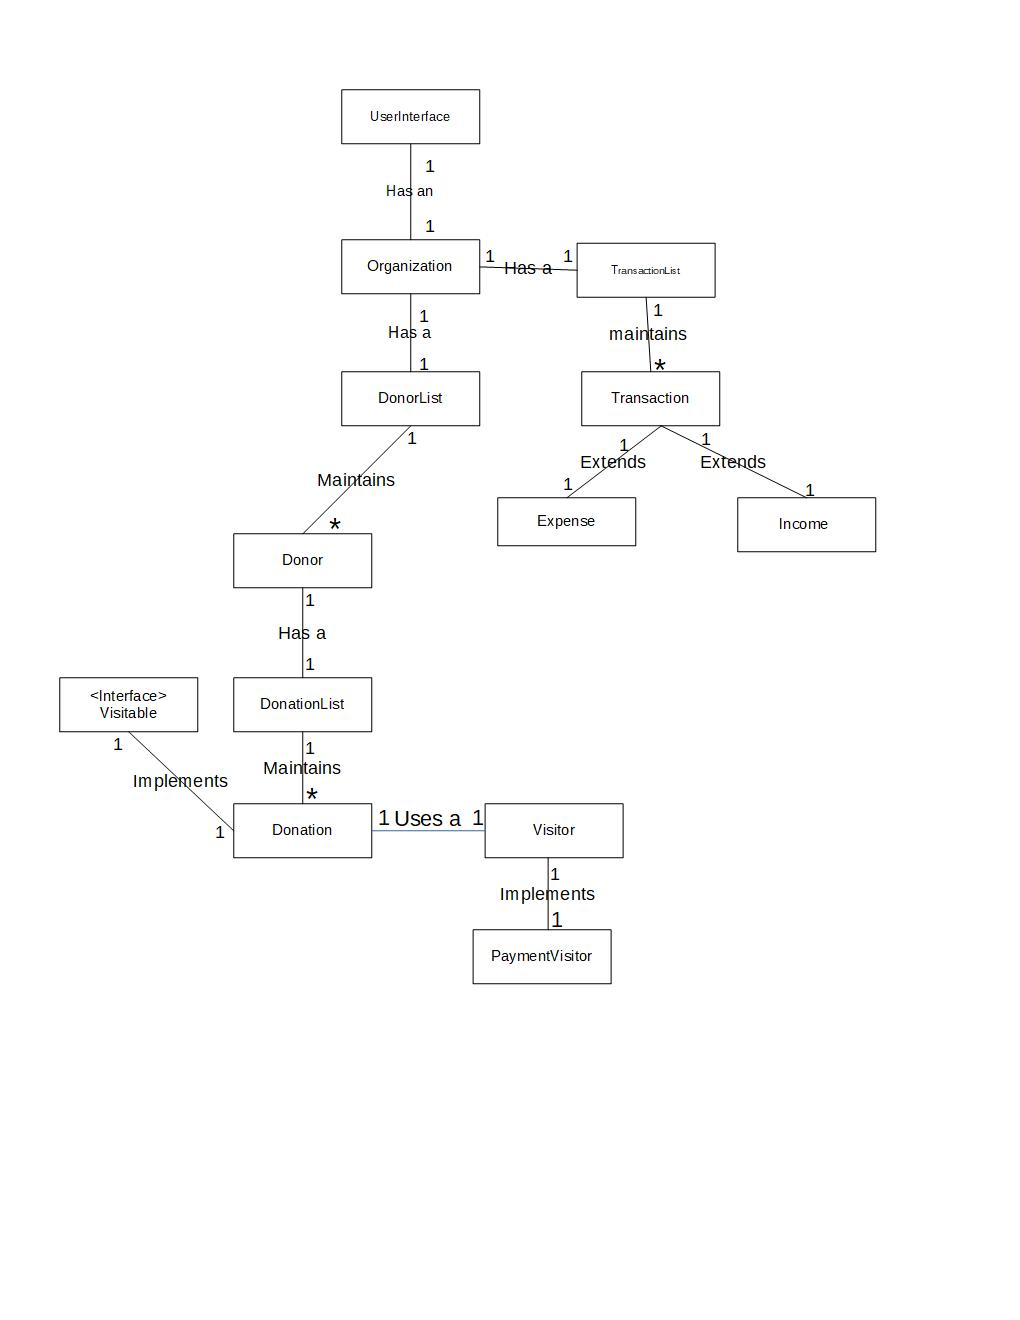 UserInterface
1
Has an
1
Organization
1 Has a 1
TransactionList
1
Has a
1
1
maintains
*
DonorList
Transaction
1
Maintains
*
1
Extends
1
1
Extends
1
Expense
Income
Donor
1
Has a
1
<Interface>
Visitable
DonationList
1
Implements
1
1
Maintains
*
Donation
1 Uses a 1
Visitor
1
Implements
1
PaymentVisitor